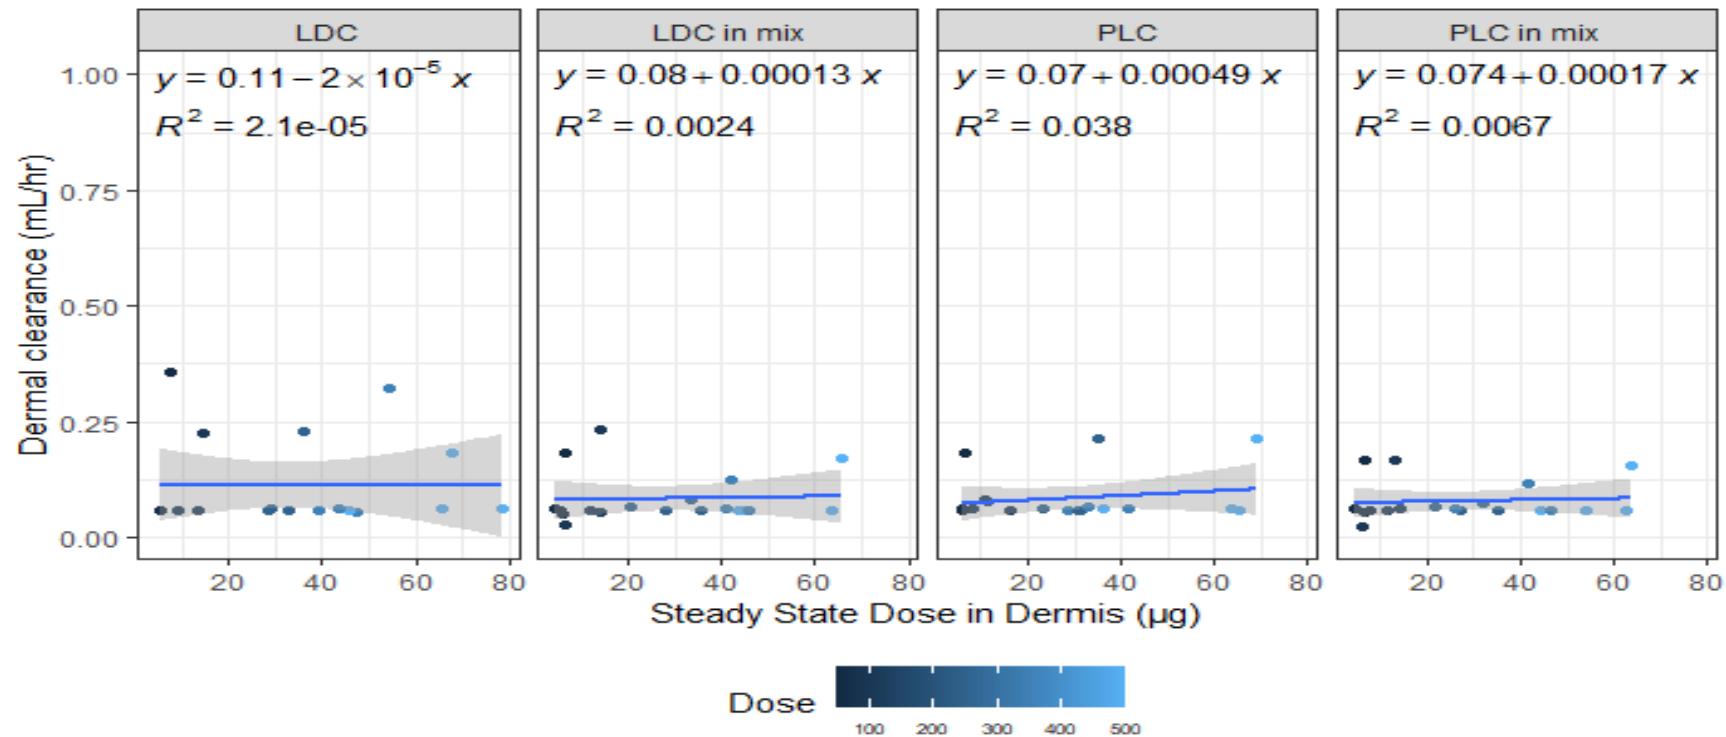 LDC
LDC in mix
PLC
PLC in mix
y = 0.11 − 2 × 10⁻⁵ x
R² = 2.1e-05
y = 0.08 + 0.00013 x
R² = 0.0024
y = 0.07 + 0.00049 x
R² = 0.038
y = 0.074 + 0.00017 x
R² = 0.0067
1.00
0.75
0.50
0.25
0.00
Dermal clearance (mL/hr)
20 40 60 80
20 40 60 80
20 40 60 80
20 40 60 80
Steady State Dose in Dermis (µg)
Dose
100 200 300 400 500